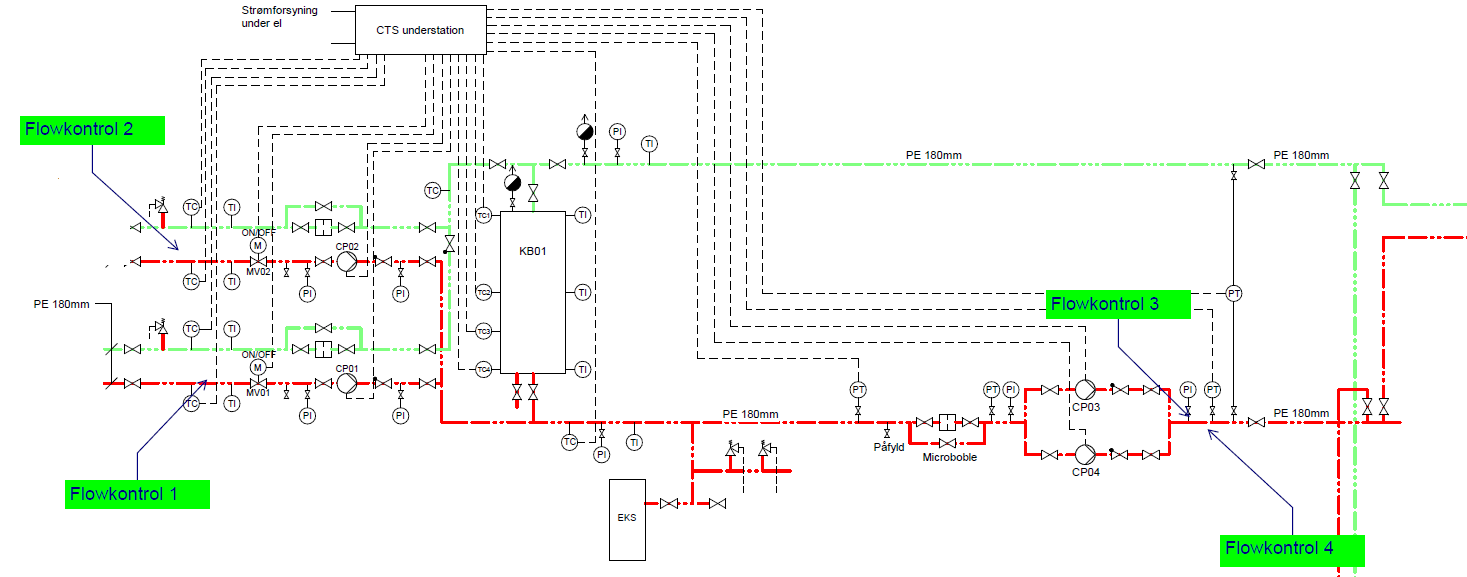 Strømforsyning
under el
CTS understation
Flowkontrol 2
PI
TI
PE 180mm
PE 180mm
TC
TC
TI
TC1
TI
ON/OFF
M
CP02
KB01
MV02
TC
TI
PI
PI
TC2
TI
PT
PE 180mm
Flowkontrol 3
TC
TI
TC3
ON/OFF
M
CP01
TC4
TI
MV01
TC
TI
PI
PI
PT
PT
PI
CP03
PI
PT
PE 180mm
PE 180mm
TC
PI
TI
Påfyld
Microboble
CP04
Flowkontrol 1
EKS
Flowkontrol 4